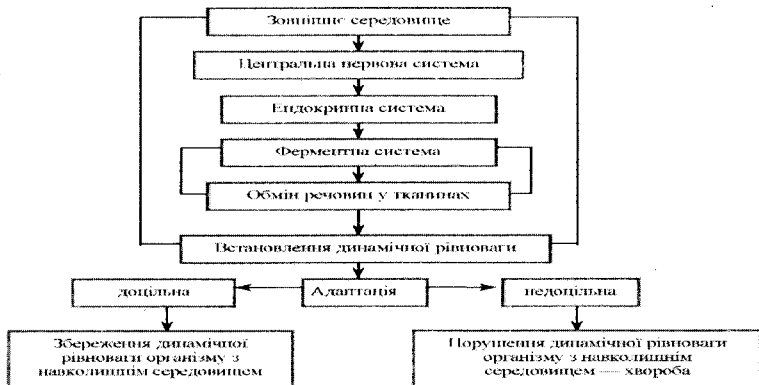 Зовнішнє середовище
Центральна нервова система
Ендокринна система
Ферментна система
Обмін речовин у тканинах
Встановлення динамічної рівноваги
доцільна
Адаптація
недоцільна
Збереження динамічної
рівноваги організму з
навколишнім середовищем
Порушення динамічної рівноваги
організму з навколишнім
середовищем — хвороба